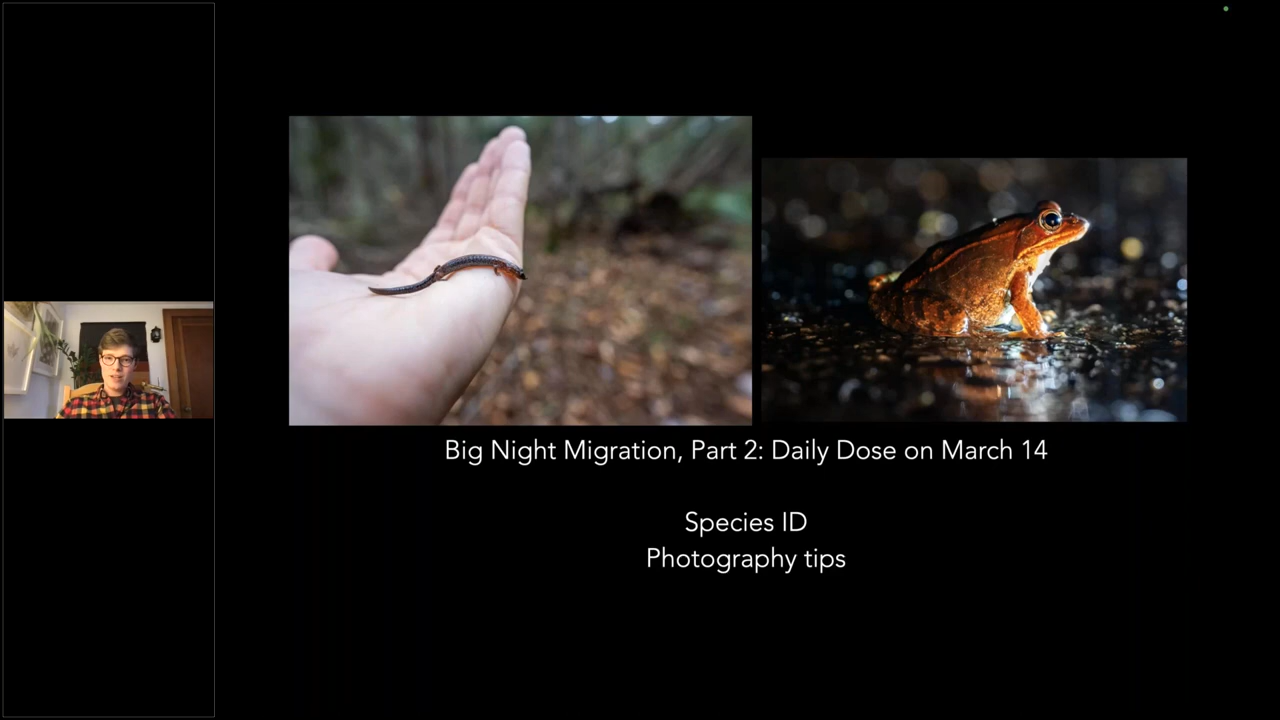 Big Night Migration, Part 2: Daily Dose on March 14
Species ID
Photography tips